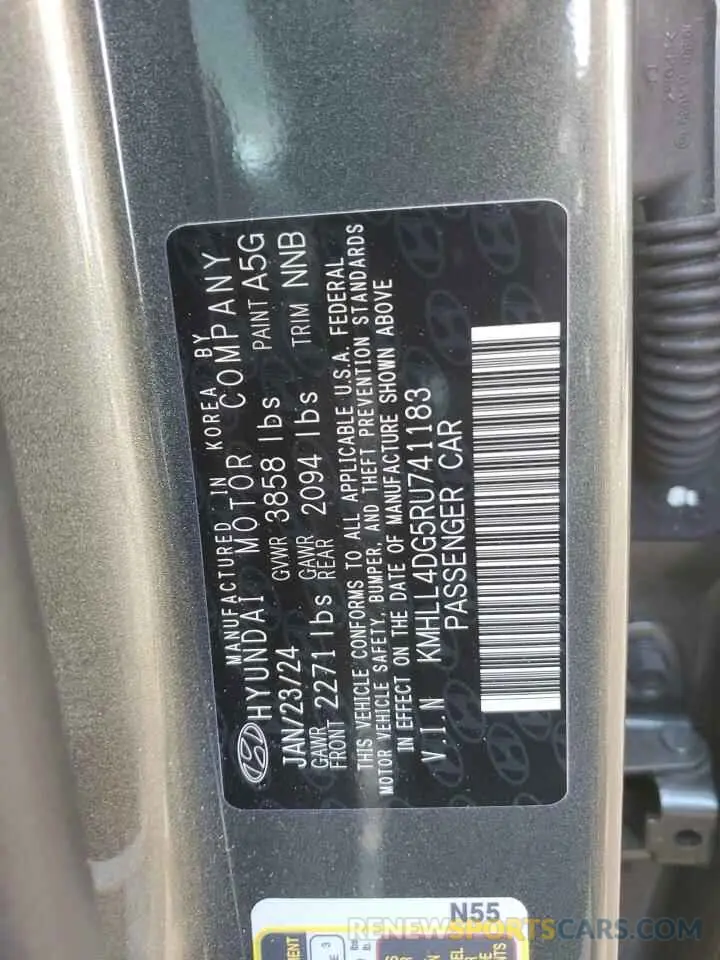 MANUFACTURED IN KOREA BY
HYUNDAI MOTOR COMPANY
JAN/23/24 GVWR 3858 lbs PAINT A5G
GAWR FRONT 2271 lbs GAWR REAR 2094 lbs TRIM NNB
THIS VEHICLE CONFORMS TO ALL APPLICABLE U.S.A. FEDERAL
MOTOR VEHICLE SAFETY, BUMPER, AND THEFT PREVENTION STANDARDS
IN EFFECT ON THE DATE OF MANUFACTURE SHOWN ABOVE
V.I.N KMHLL4DG5RU741183
PASSENGER CAR
N55
RENEWSPORTSCARS.COM